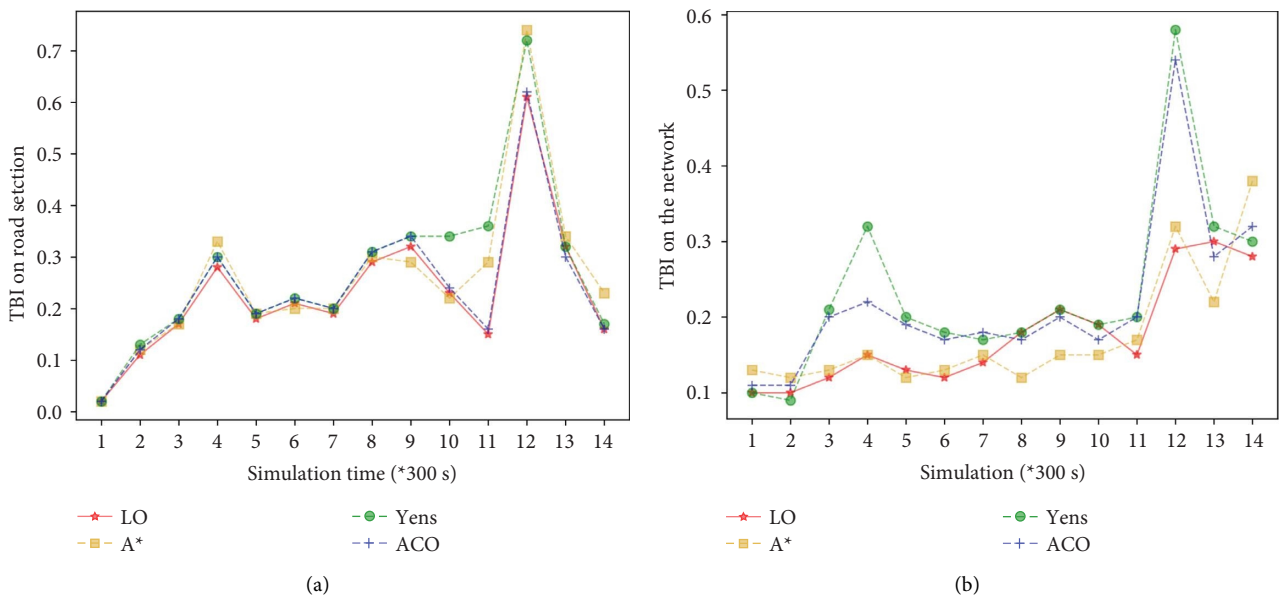 TBI on road setction
0.7
0.6
0.5
0.4
0.3
0.2
0.1
0.0
1 2 3 4 5 6 7 8 9 10 11 12 13 14
Simulation time (*300 s)
LO
Yens
A*
ACO
(a)
TBI on the network
0.6
0.5
0.4
0.3
0.2
0.1
1 2 3 4 5 6 7 8 9 10 11 12 13 14
Simulation (*300 s)
LO
Yens
A*
ACO
(b)